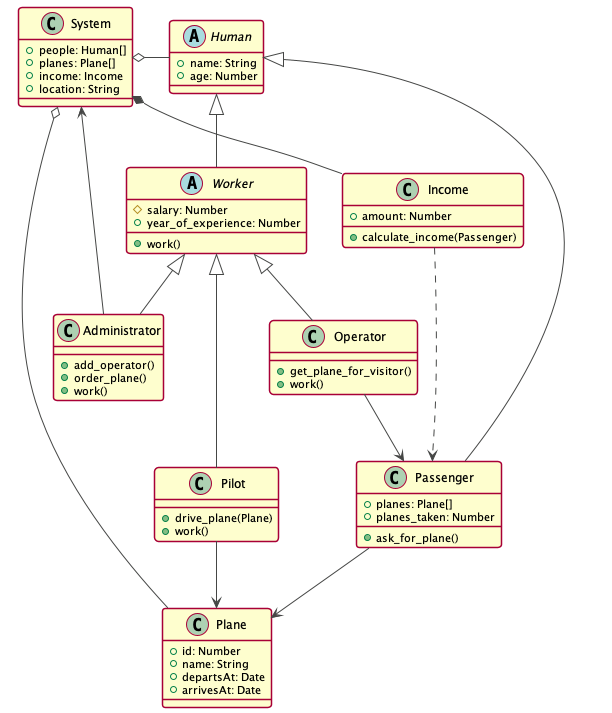 C System
people: Human[]
planes: Plane[]
income: Income
location: String
A Human
name: String
age: Number
A Worker
salary: Number
year_of_experience: Number
work()
C Income
amount: Number
calculate_income(Passenger)
C Administrator
add_operator()
order_plane()
work()
C Operator
get_plane_for_visitor()
work()
C Pilot
drive_plane(Plane)
work()
C Passenger
planes: Plane[]
planes_taken: Number
ask_for_plane()
C Plane
id: Number
name: String
departsAt: Date
arrivesAt: Date